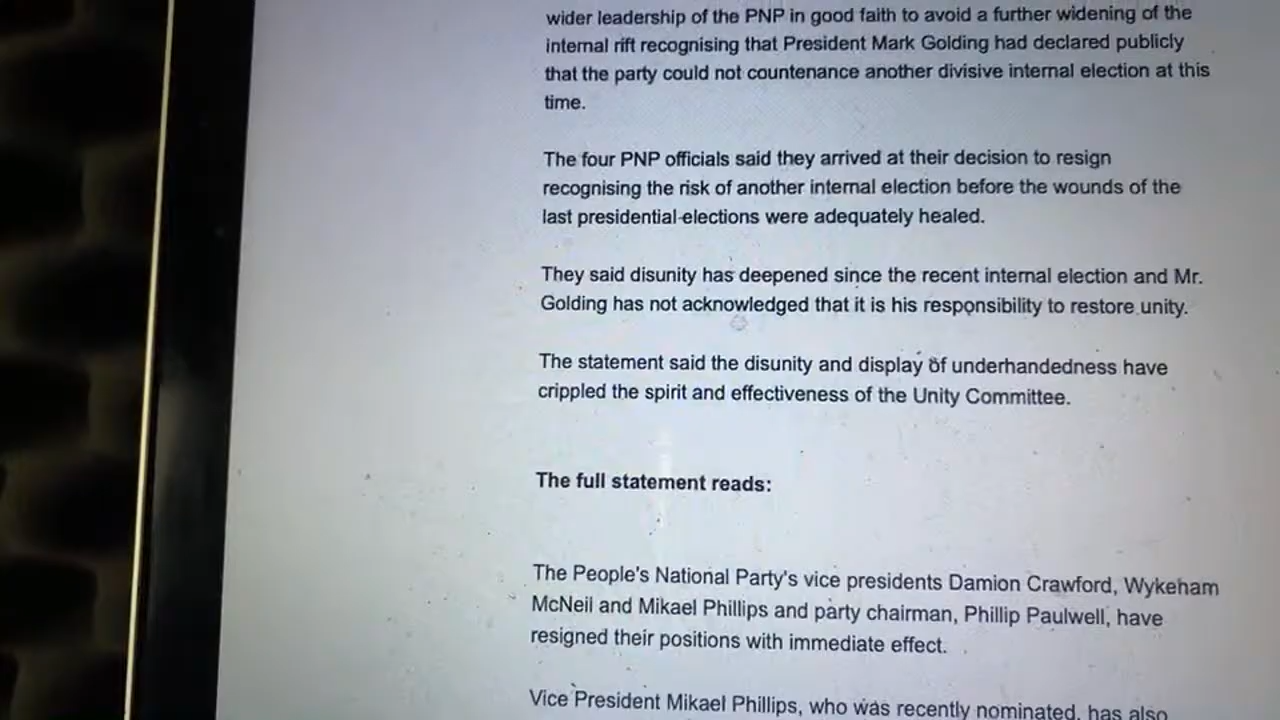 wider leadership of the PNP in good faith to avoid a further widening of the
internal rift recognising that President Mark Golding had declared publicly
that the party could not countenance another divisive internal election at this
time.
The four PNP officials said they arrived at their decision to resign
recognising the risk of another internal election before the wounds of the
last presidential elections were adequately healed.
They said disunity has deepened since the recent internal election and Mr.
Golding has not acknowledged that it is his responsibility to restore unity.
The statement said the disunity and display of underhandedness have
crippled the spirit and effectiveness of the Unity Committee.
The full statement reads:
The People's National Party's vice presidents Damion Crawford, Wykeham
McNeil and Mikael Phillips and party chairman, Phillip Paulwell, have
resigned their positions with immediate effect.
Vice President Mikael Phillips, who was recently nominated, has also